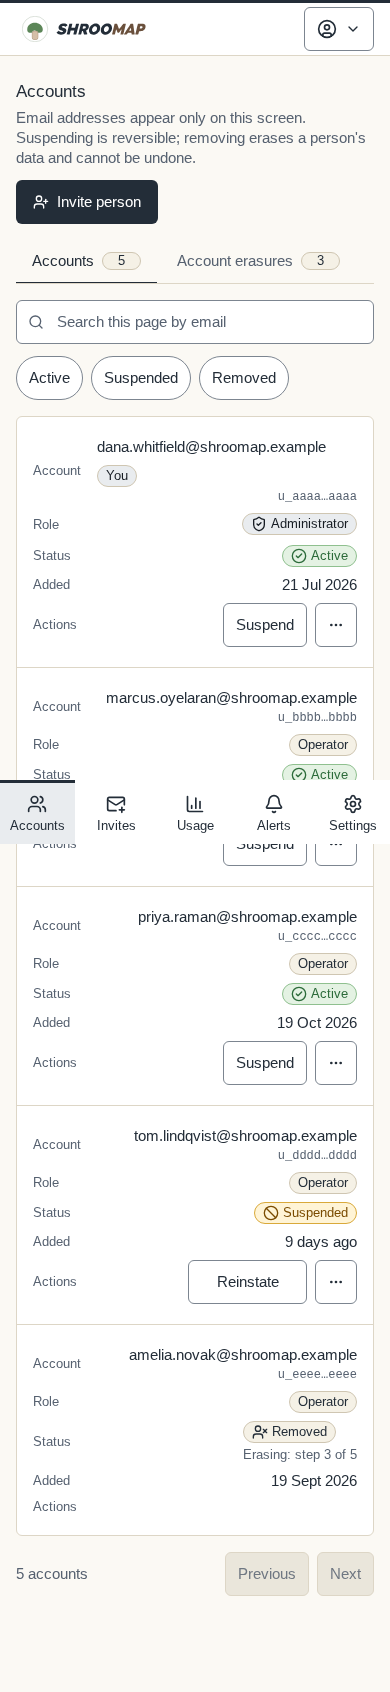 SHROOMAP
Accounts
Email addresses appear only on this screen.
Suspending is reversible; removing erases a person's
data and cannot be undone.
Invite person
Accounts 5 Account erasures 3
Search this page by email
Active Suspended Removed
dana.whitfield@shroomap.example
Account You
u_aaaa…aaaa
Role Administrator
Status Active
Added 21 Jul 2026
Actions Suspend
marcus.oyelaran@shroomap.example
Account
u_bbbb…bbbb
Role Operator
Status Active
Accounts Invites Usage Alerts Settings
Actions Suspend
priya.raman@shroomap.example
Account
u_cccc…cccc
Role Operator
Status Active
Added 19 Oct 2026
Actions Suspend
tom.lindqvist@shroomap.example
Account
u_dddd…dddd
Role Operator
Status Suspended
Added 9 days ago
Actions Reinstate
amelia.novak@shroomap.example
Account
u_eeee…eeee
Role Operator
Status Removed
Erasing: step 3 of 5
Added 19 Sept 2026
Actions
5 accounts Previous Next